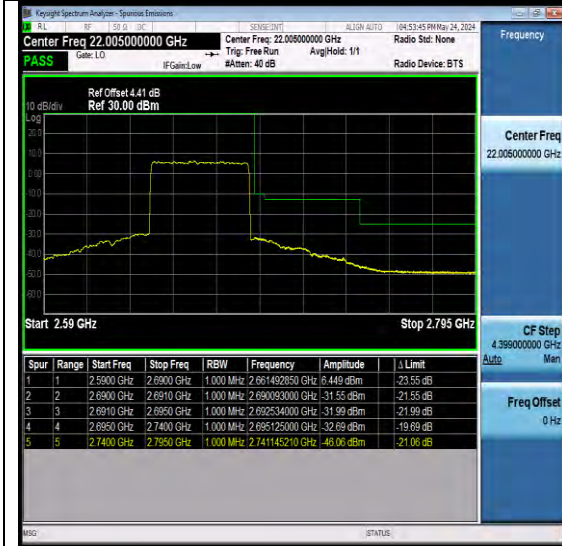 Keysight Spectrum Analyzer - Spurious Emissions
RL RF 50 Ω DC SENSE:INT ALIGN AUTO 04:53:45 PM May 24, 2024
Center Freq 22.005000000 GHz
Center Freq: 22.005000000 GHz
Radio Std: None
Gate: LO
Trig: Free Run Avg|Hold: 1/1
PASS
IFGain:Low
#Atten: 40 dB
Radio Device: BTS
Ref Offset 4.41 dB
10 dB/div Ref 30.00 dBm
Log
20.0
10.0
0.00
-10.0
-20.0
-30.0
-40.0
-50.0
-60.0
Start 2.59 GHz Stop 2.795 GHz
Spur Range Start Freq Stop Freq RBW Frequency Amplitude Δ Limit
1 1 2.5900 GHz 2.6900 GHz 1.000 MHz 2.661492850 GHz 6.449 dBm -23.55 dB
2 2 2.6900 GHz 2.6910 GHz 1.000 MHz 2.690093000 GHz -31.55 dBm -21.55 dB
3 3 2.6910 GHz 2.6950 GHz 1.000 MHz 2.692534000 GHz -31.99 dBm -21.99 dB
4 4 2.6950 GHz 2.7400 GHz 1.000 MHz 2.695125000 GHz -32.69 dBm -19.69 dB
5 5 2.7400 GHz 2.7950 GHz 1.000 MHz 2.741145210 GHz -46.06 dBm -21.06 dB
MSG STATUS
Frequency
Center Freq
22.005000000 GHz
CF Step
4.399000000 GHz
Auto Man
Freq Offset
0 Hz